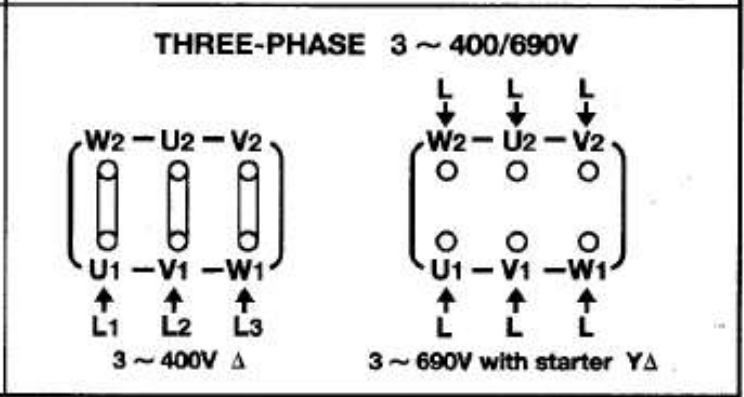 THREE-PHASE 3 ~ 400/690V
W2 – U2 – V2
U1 – V1 – W1
L1 L2 L3
3 ~ 400V Δ
L L L
W2 – U2 – V2
U1 – V1 – W1
L L L
3 ~ 690V with starter YΔ